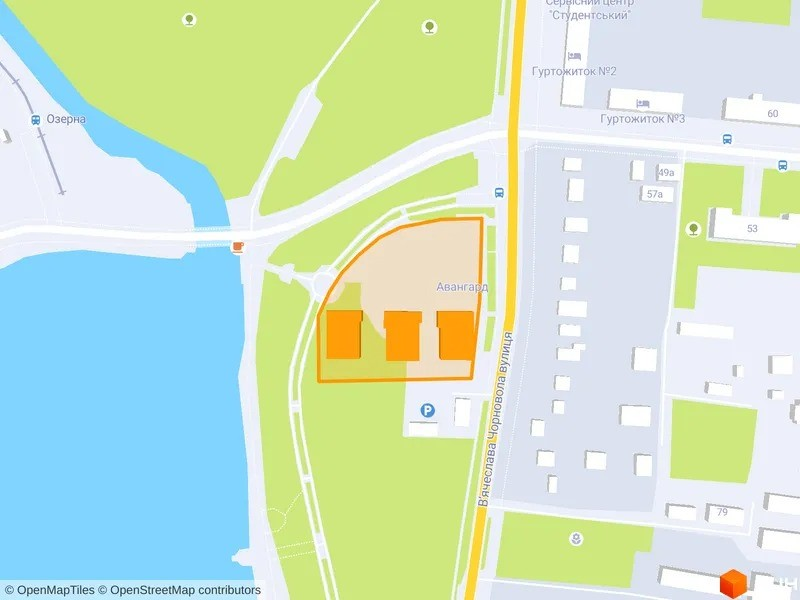 Сервісний центр
"Студентський"
Гуртожиток №2
Гуртожиток №3
60
Озерна
49а
57а
53
Авангард
В'ячеслава Чорновола вулиця
P
79
© OpenMapTiles © OpenStreetMap contributors